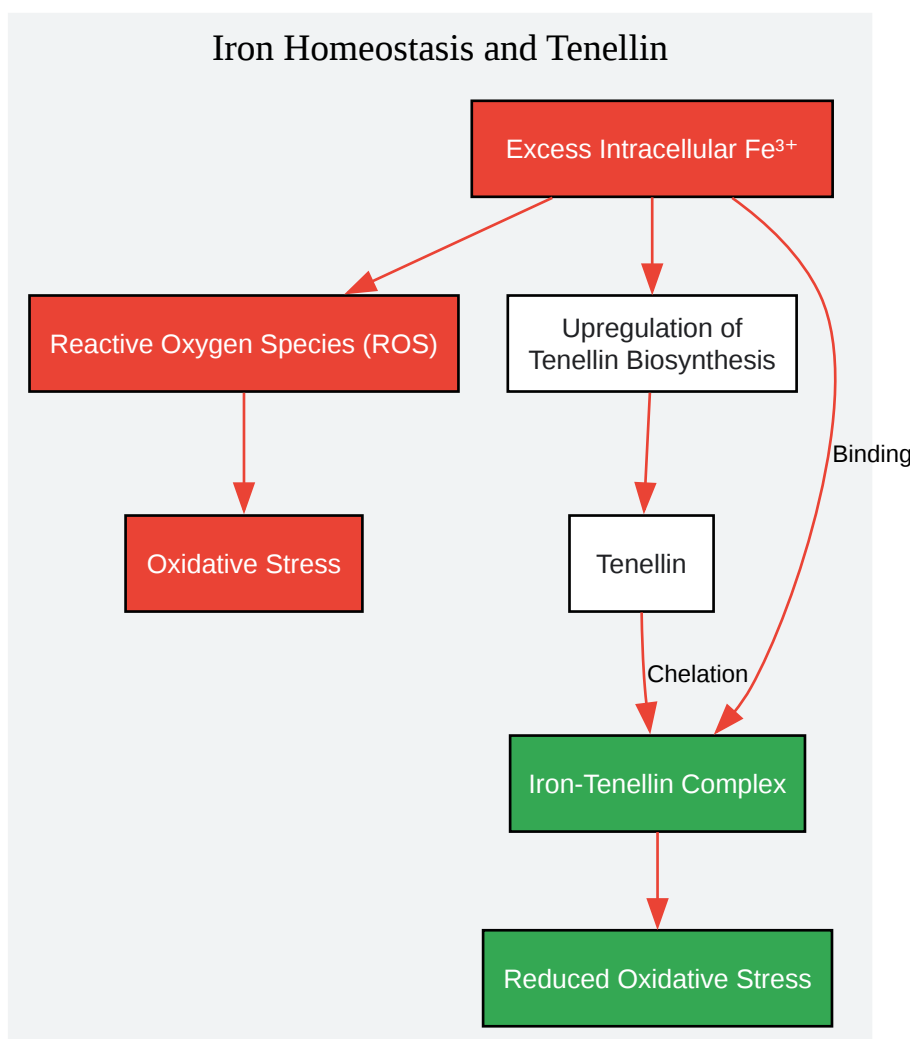 Iron Homeostasis and Tenellin
Excess Intracellular Fe³⁺
Reactive Oxygen Species (ROS)
Upregulation of
Tenellin Biosynthesis
Binding
Oxidative Stress
Tenellin
Chelation
Iron-Tenellin Complex
Reduced Oxidative Stress